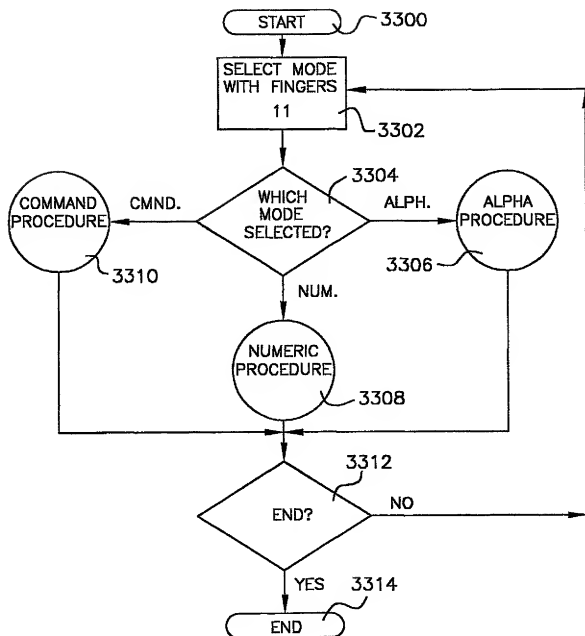 START
3300
SELECT MODE
WITH FINGERS
11
3302
3304
WHICH
MODE
SELECTED?
CMND.
ALPH.
COMMAND
PROCEDURE
3310
ALPHA
PROCEDURE
3306
NUM.
NUMERIC
PROCEDURE
3308
3312
END?
NO
YES
3314
END